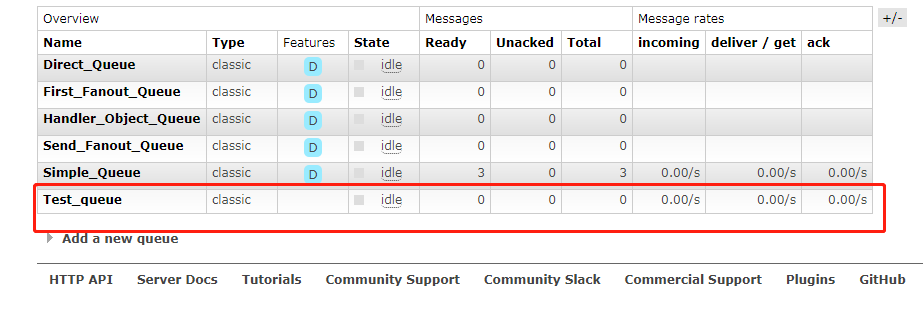 Overview Messages Message rates +/-
Name Type Features State Ready Unacked Total incoming deliver / get ack
Direct_Queue classic D idle 0 0 0
First_Fanout_Queue classic D idle 0 0 0
Handler_Object_Queue classic D idle 0 0 0
Send_Fanout_Queue classic D idle 0 0 0
Simple_Queue classic D idle 3 0 3 0.00/s 0.00/s 0.00/s
Test_queue classic idle 0 0 0 0.00/s 0.00/s 0.00/s
Add a new queue
HTTP API Server Docs Tutorials Community Support Community Slack Commercial Support Plugins GitHub